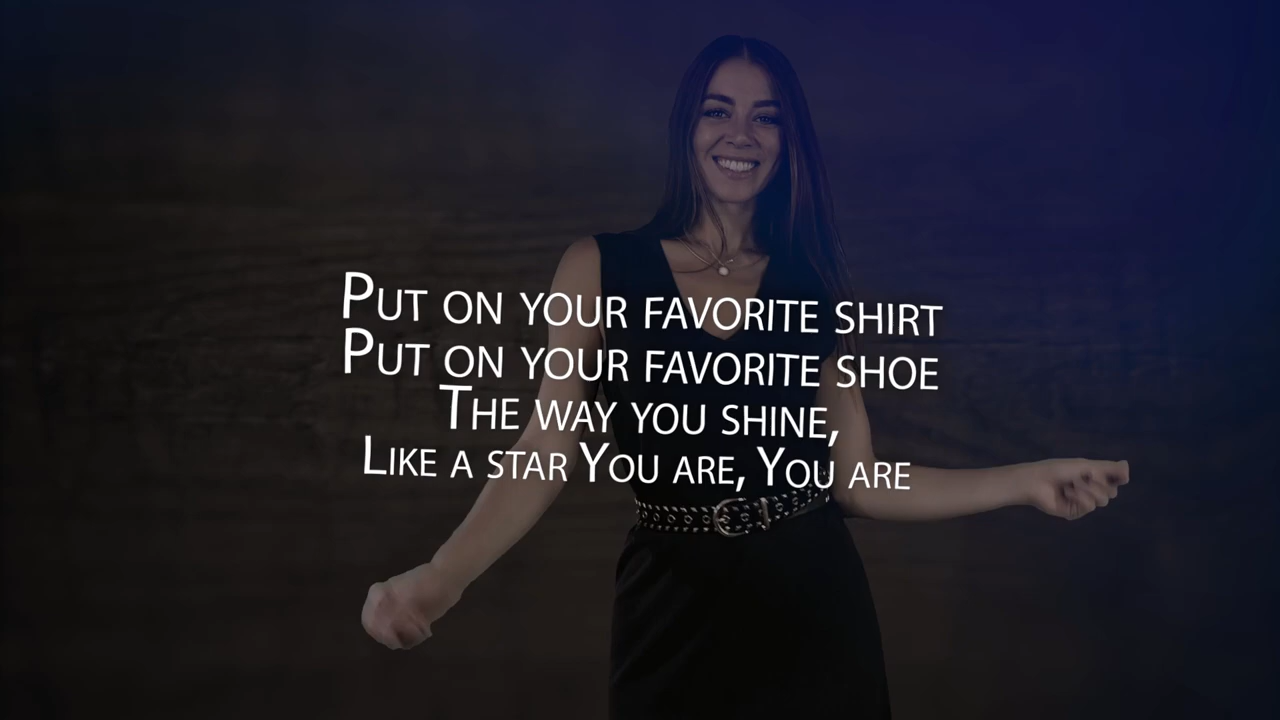 Put on your favorite shirt
Put on your favorite shoe
The way you shine,
Like a star You are, You are